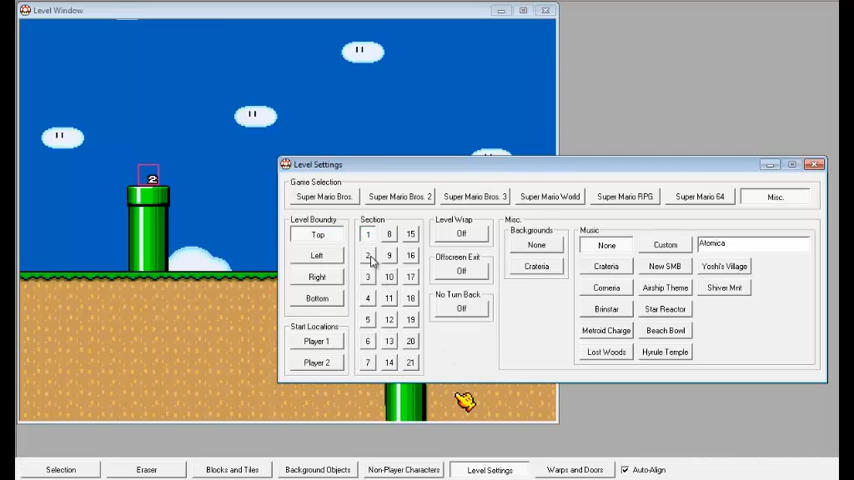 Level Window
2
Level Settings
Game Selection
Super Mario Bros. Super Mario Bros. 2 Super Mario Bros. 3 Super Mario World Super Mario RPG Super Mario 64 Misc.
Level Boundy
Top
Left
Right
Bottom
Start Locations
Player 1
Player 2
Section
1 8 15
2 9 16
3 10 17
4 11 18
5 12 19
6 13 20
7 14 21
Level Wrap
Off
Offscreen Exit
Off
No Turn Back
Off
Misc.
Backgrounds
None
Crateria
Music
None Custom Atomica
Crateria New SMB Yoshi's Village
Corneria Airship Theme Shiver Mnt
Brinstar Star Reactor
Metroid Charge Beach Bowl
Lost Woods Hyrule Temple
Selection Eraser Blocks and Tiles Background Objects Non-Player Characters Level Settings Warps and Doors Auto-Align